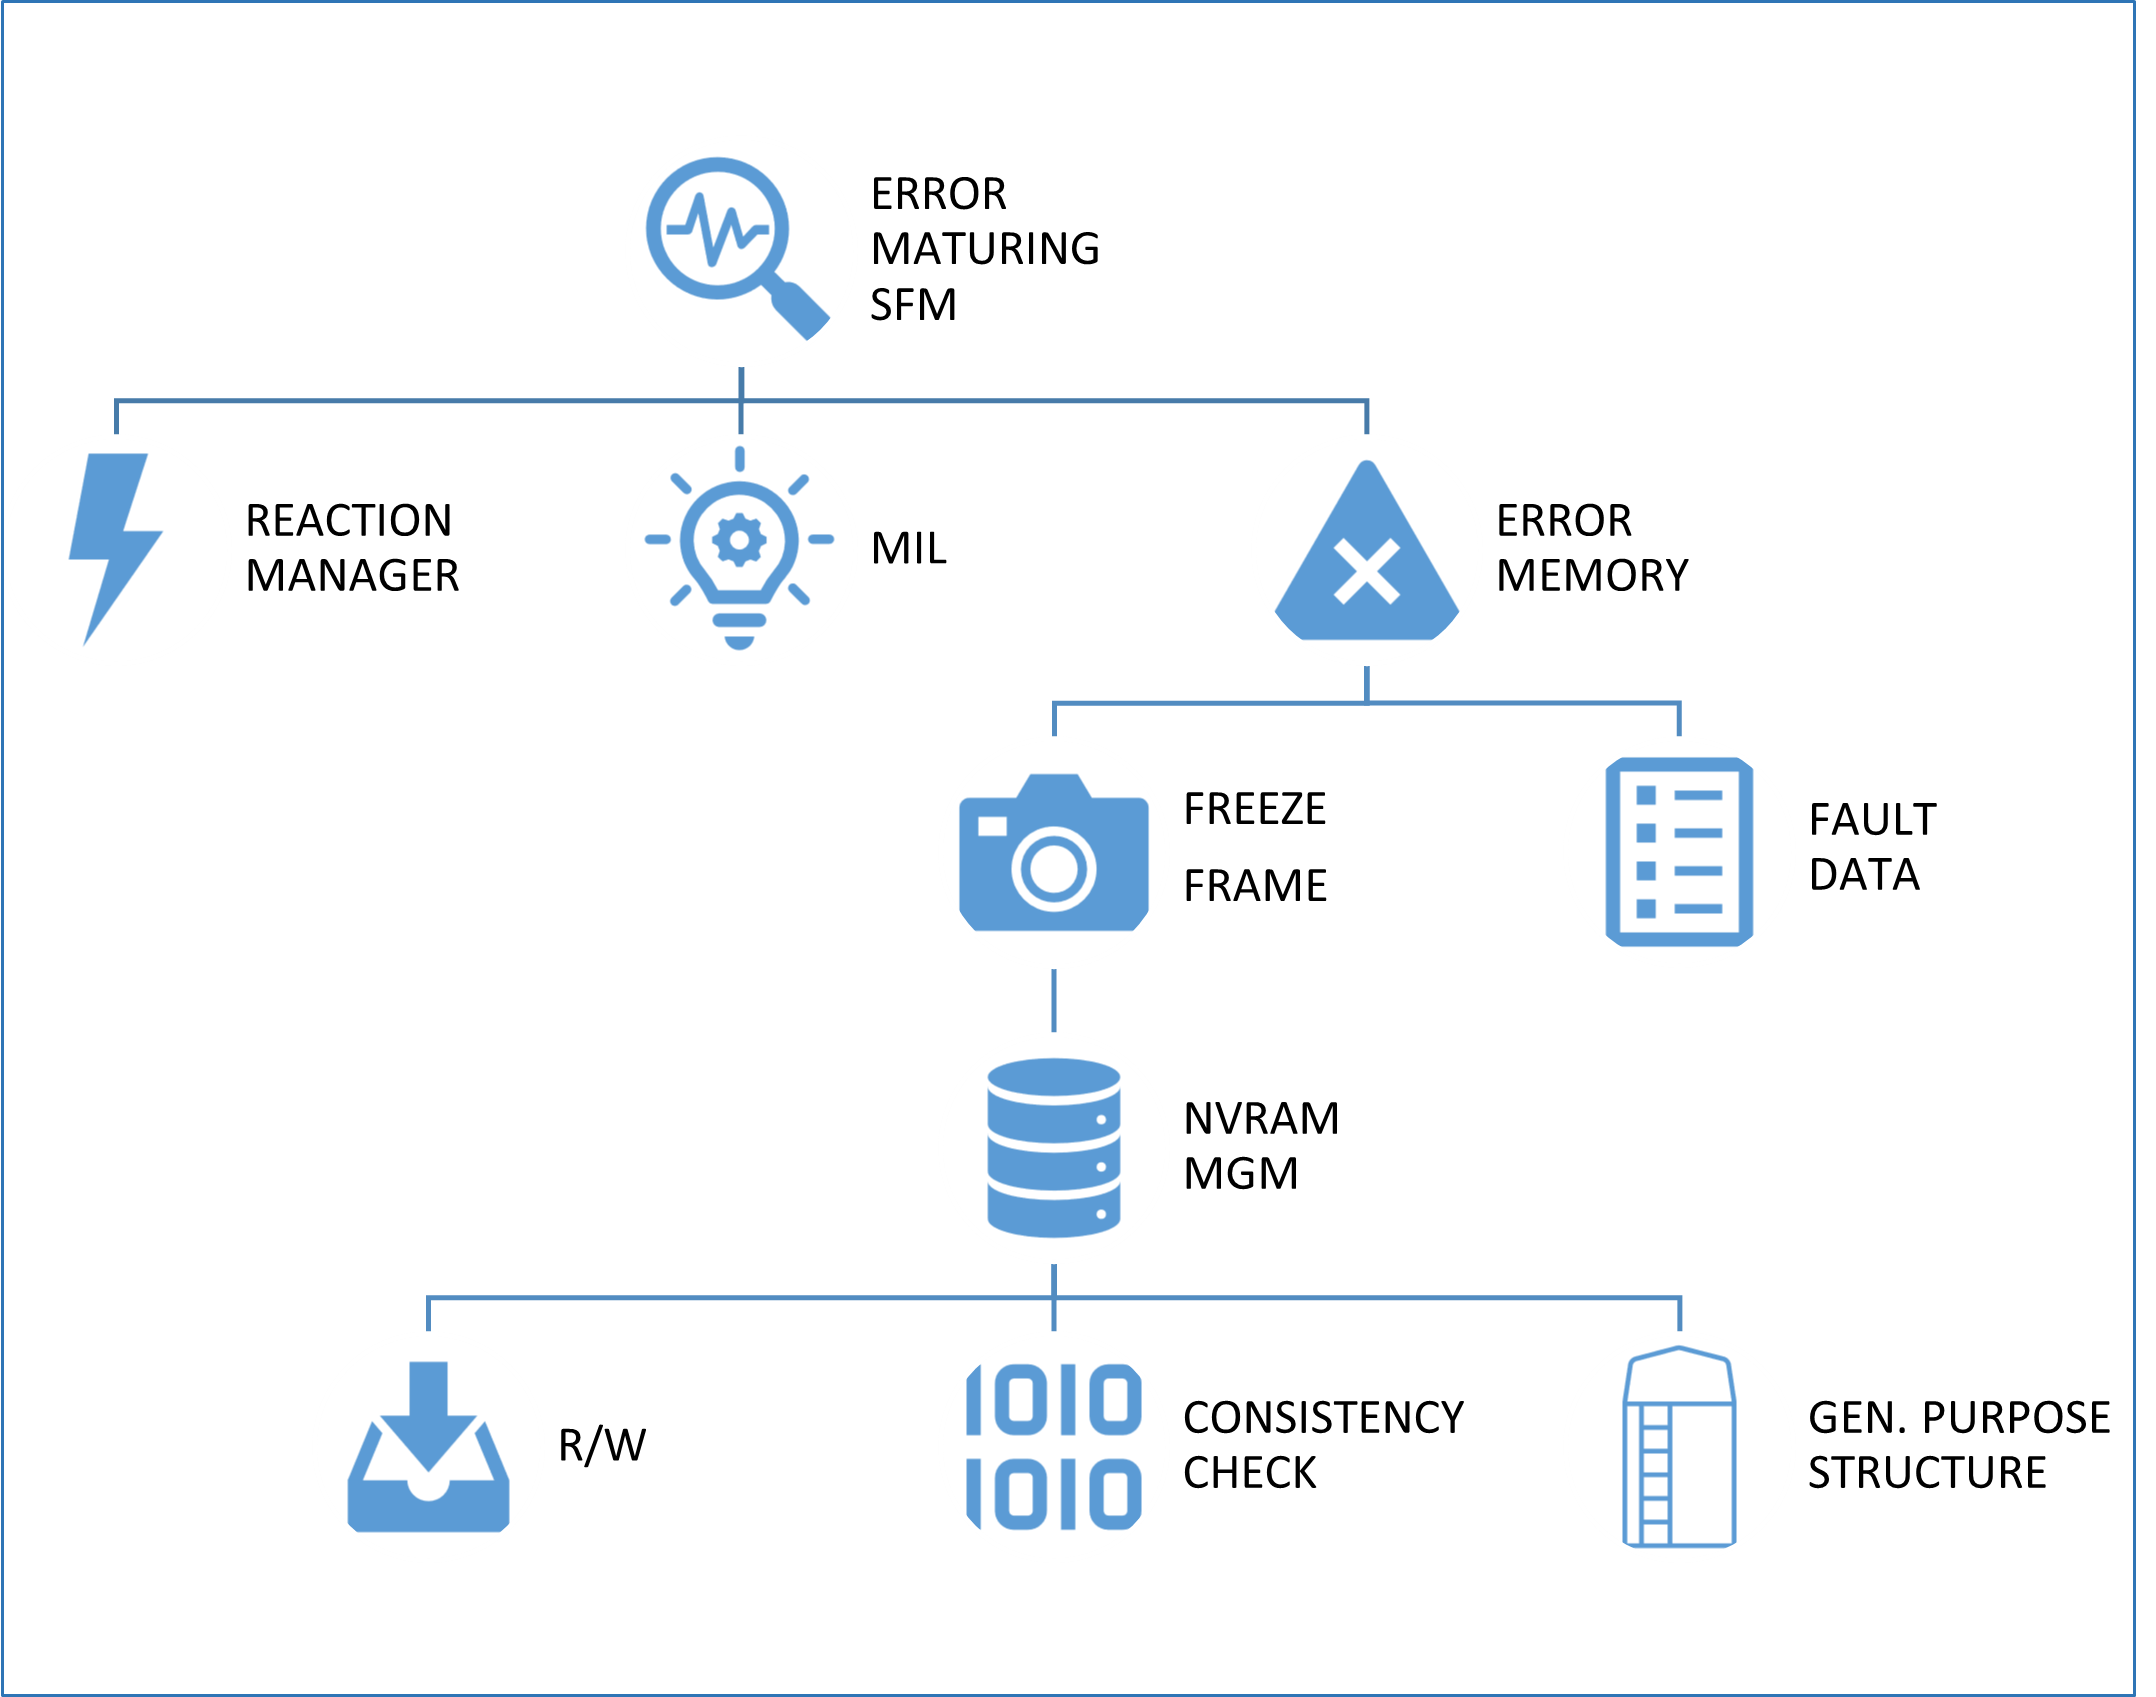 ERROR
MATURING
SFM
REACTION
MANAGER
MIL
ERROR
MEMORY
FREEZE
FRAME
FAULT
DATA
NVRAM
MGM
R/W
1010
1010
CONSISTENCY
CHECK
GEN. PURPOSE
STRUCTURE